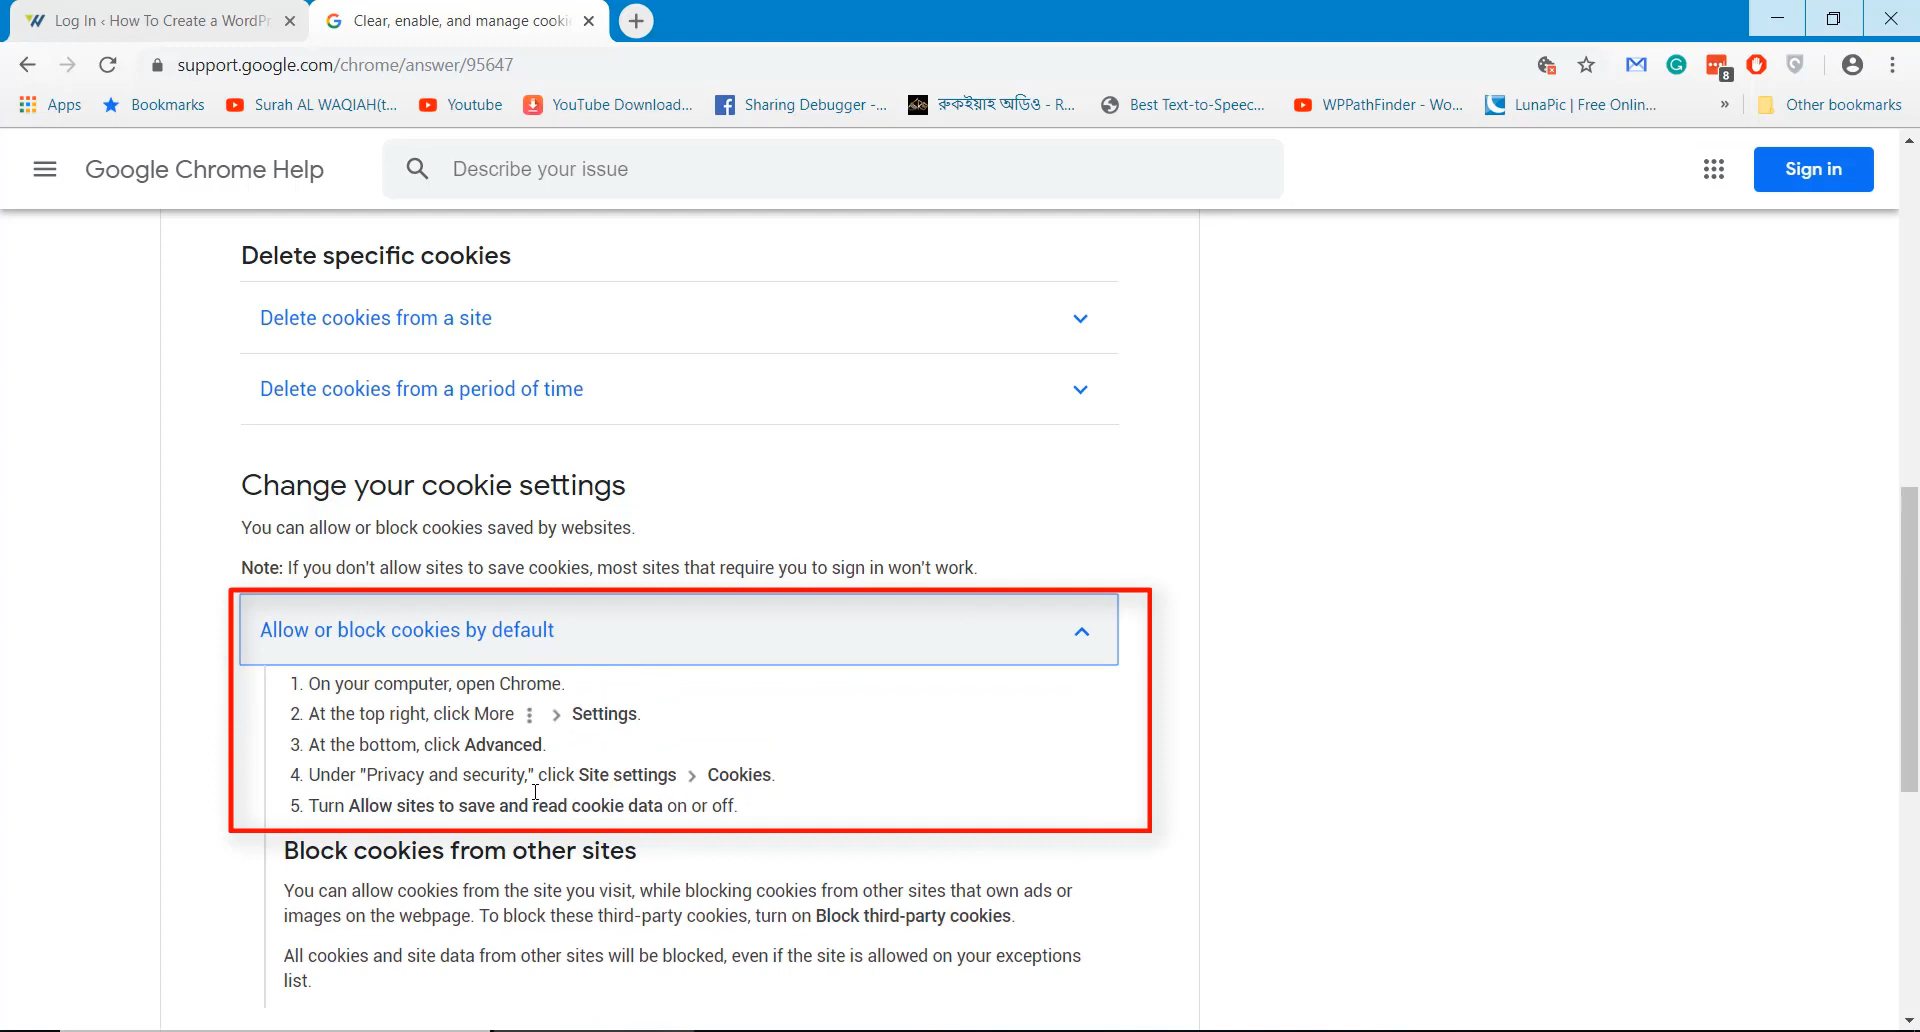 Log In ‹ How To Create a WordPr
Clear, enable, and manage cooki
support.google.com/chrome/answer/95647
8
Apps
Bookmarks
Surah AL WAQIAH(t...
Youtube
YouTube Download...
Sharing Debugger -...
রুকইয়াহ অডিও - R...
Best Text-to-Speec...
WPPathFinder - Wo...
LunaPic | Free Onlin...
»
Other bookmarks
Google Chrome Help
Describe your issue
Sign in
Delete specific cookies
Delete cookies from a site
Delete cookies from a period of time
Change your cookie settings
You can allow or block cookies saved by websites.
Note: If you don't allow sites to save cookies, most sites that require you to sign in won't work.
Allow or block cookies by default
1. On your computer, open Chrome.
2. At the top right, click More > Settings.
3. At the bottom, click Advanced.
4. Under "Privacy and security," click Site settings > Cookies.
5. Turn Allow sites to save and read cookie data on or off.
Block cookies from other sites
You can allow cookies from the site you visit, while blocking cookies from other sites that own ads or
images on the webpage. To block these third-party cookies, turn on Block third-party cookies.
All cookies and site data from other sites will be blocked, even if the site is allowed on your exceptions
list.